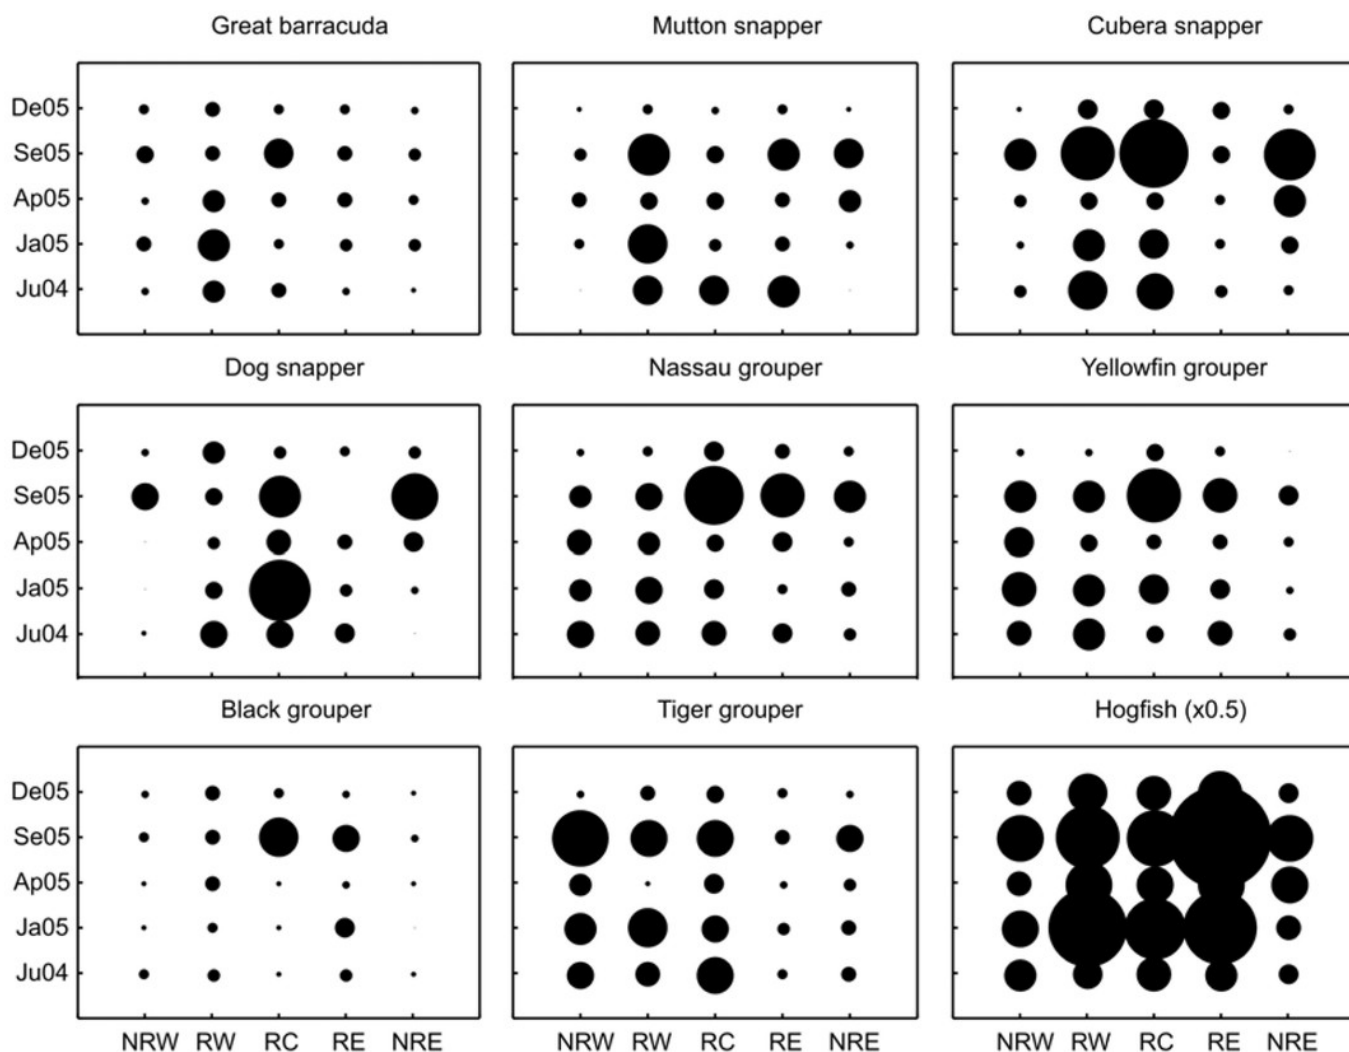 Great barracuda Mutton snapper Cubera snapper
De05
Se05
Ap05
Ja05
Ju04
Dog snapper Nassau grouper Yellowfin grouper
De05
Se05
Ap05
Ja05
Ju04
Black grouper Tiger grouper Hogfish (x0.5)
De05
Se05
Ap05
Ja05
Ju04
NRW RW RC RE NRE NRW RW RC RE NRE NRW RW RC RE NRE